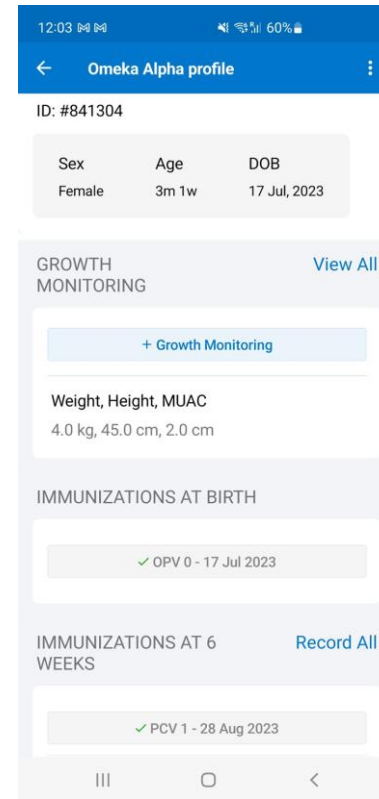 12:03 60%
Omeka Alpha profile
ID: #841304
Sex Age DOB
Female 3m 1w 17 Jul, 2023
GROWTH MONITORING View All
+ Growth Monitoring
Weight, Height, MUAC
4.0 kg, 45.0 cm, 2.0 cm
IMMUNIZATIONS AT BIRTH
OPV 0 - 17 Jul 2023
IMMUNIZATIONS AT 6 WEEKS Record All
PCV 1 - 28 Aug 2023